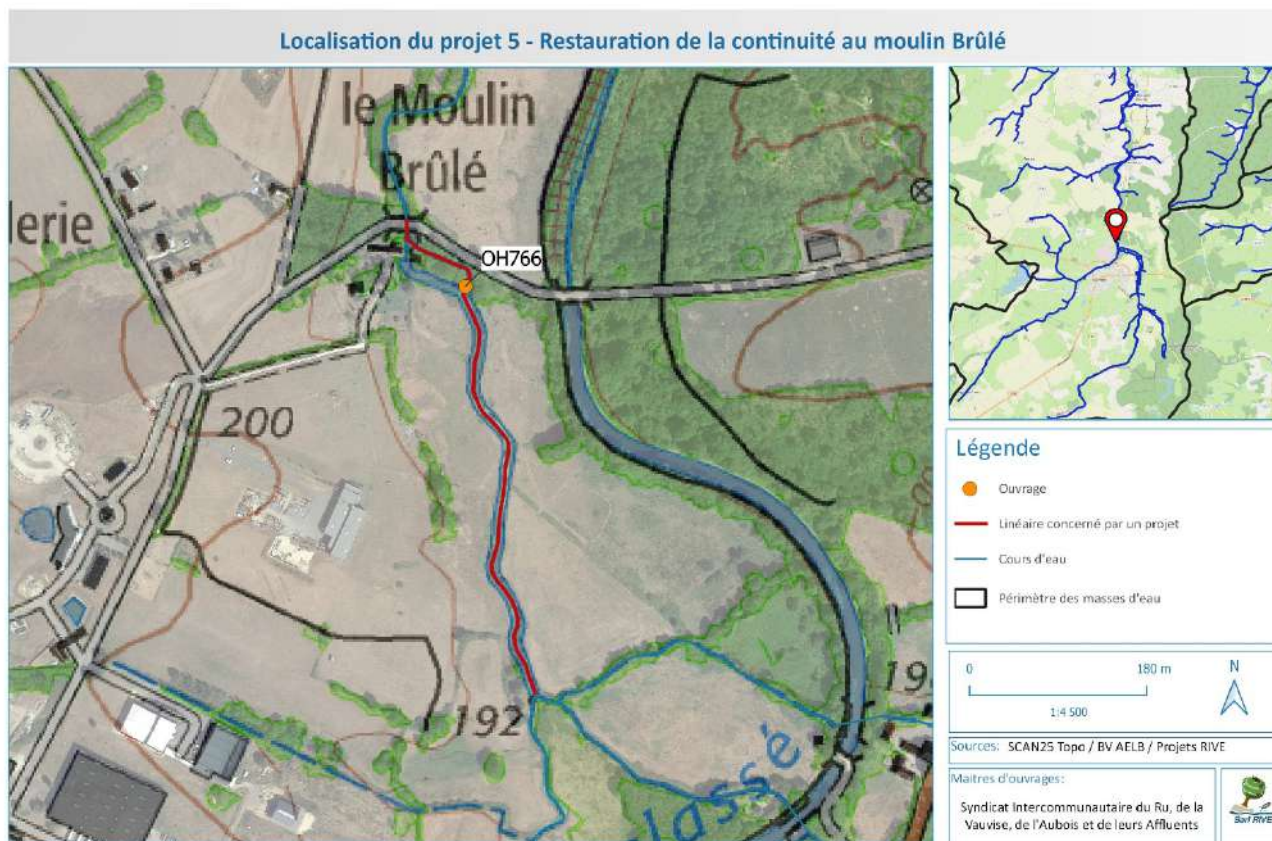 Localisation du projet 5 - Restauration de la continuité au moulin Brûlé
le Moulin
Brûlé
lerie
OH766
200
192
lassé
Légende
Ouvrage
Linéaire concerné par un projet
Cours d'eau
Périmètre des masses d'eau
0 180 m
1:4 500
N
Sources: SCAN25 Topo / BV AELB / Projets RIVE
Maitres d'ouvrages:
Syndicat Intercommunautaire du Ru, de la
Vauvise, de l'Aubois et de leurs Affluents
Sarl RIVE